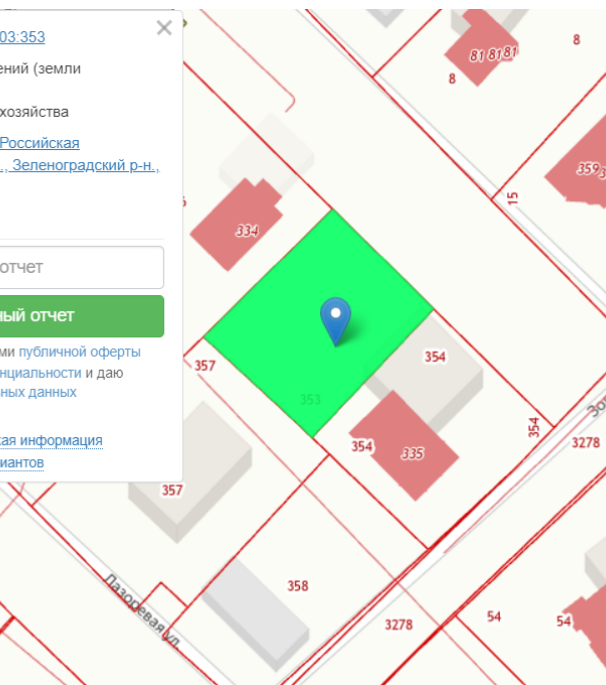 03:353
ений (земли
хозяйства
Российская
., Зеленоградский р-н.,
отчет
ный отчет
ми публичной оферты
нциальности и даю
ных данных
кая информация
иантов
8
81 81 81
8
359
15
334
357
353
354
354
335
354
3278
357
358
Лазоревая ул.
3278
54
54